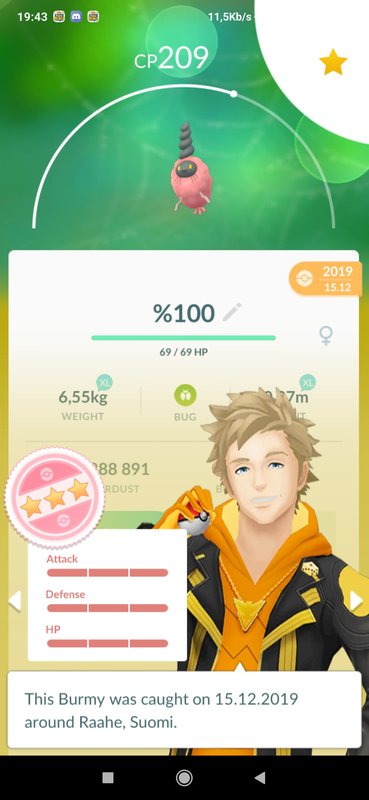 19:43
11,5Kb/s
CP209
2019
15.12
%100
69 / 69 HP
XL
XL
6,55kg
WEIGHT
BUG
Attack
Defense
HP
This Burmy was caught on 15.12.2019
around Raahe, Suomi.